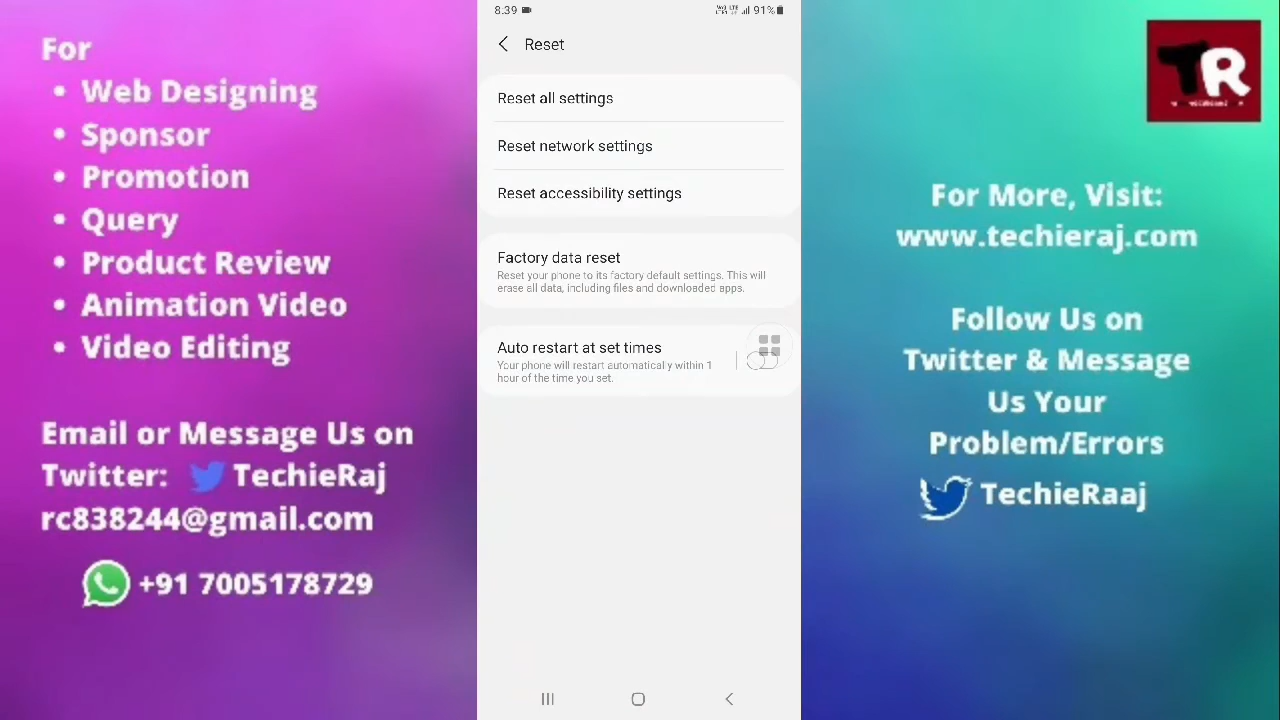 For
• Web Designing
• Sponsor
• Promotion
• Query
• Product Review
• Animation Video
• Video Editing
Email or Message Us on
Twitter: TechieRaj
rc838244@gmail.com
+91 7005178729
8:39
91%
Reset
Reset all settings
Reset network settings
Reset accessibility settings
Factory data reset
Reset your phone to its factory default settings. This will
erase all data, including files and downloaded apps.
Auto restart at set times
Your phone will restart automatically within 1
hour of the time you set.
TR
For More, Visit:
www.techieraj.com
Follow Us on
Twitter & Message
Us Your
Problem/Errors
TechieRaaj